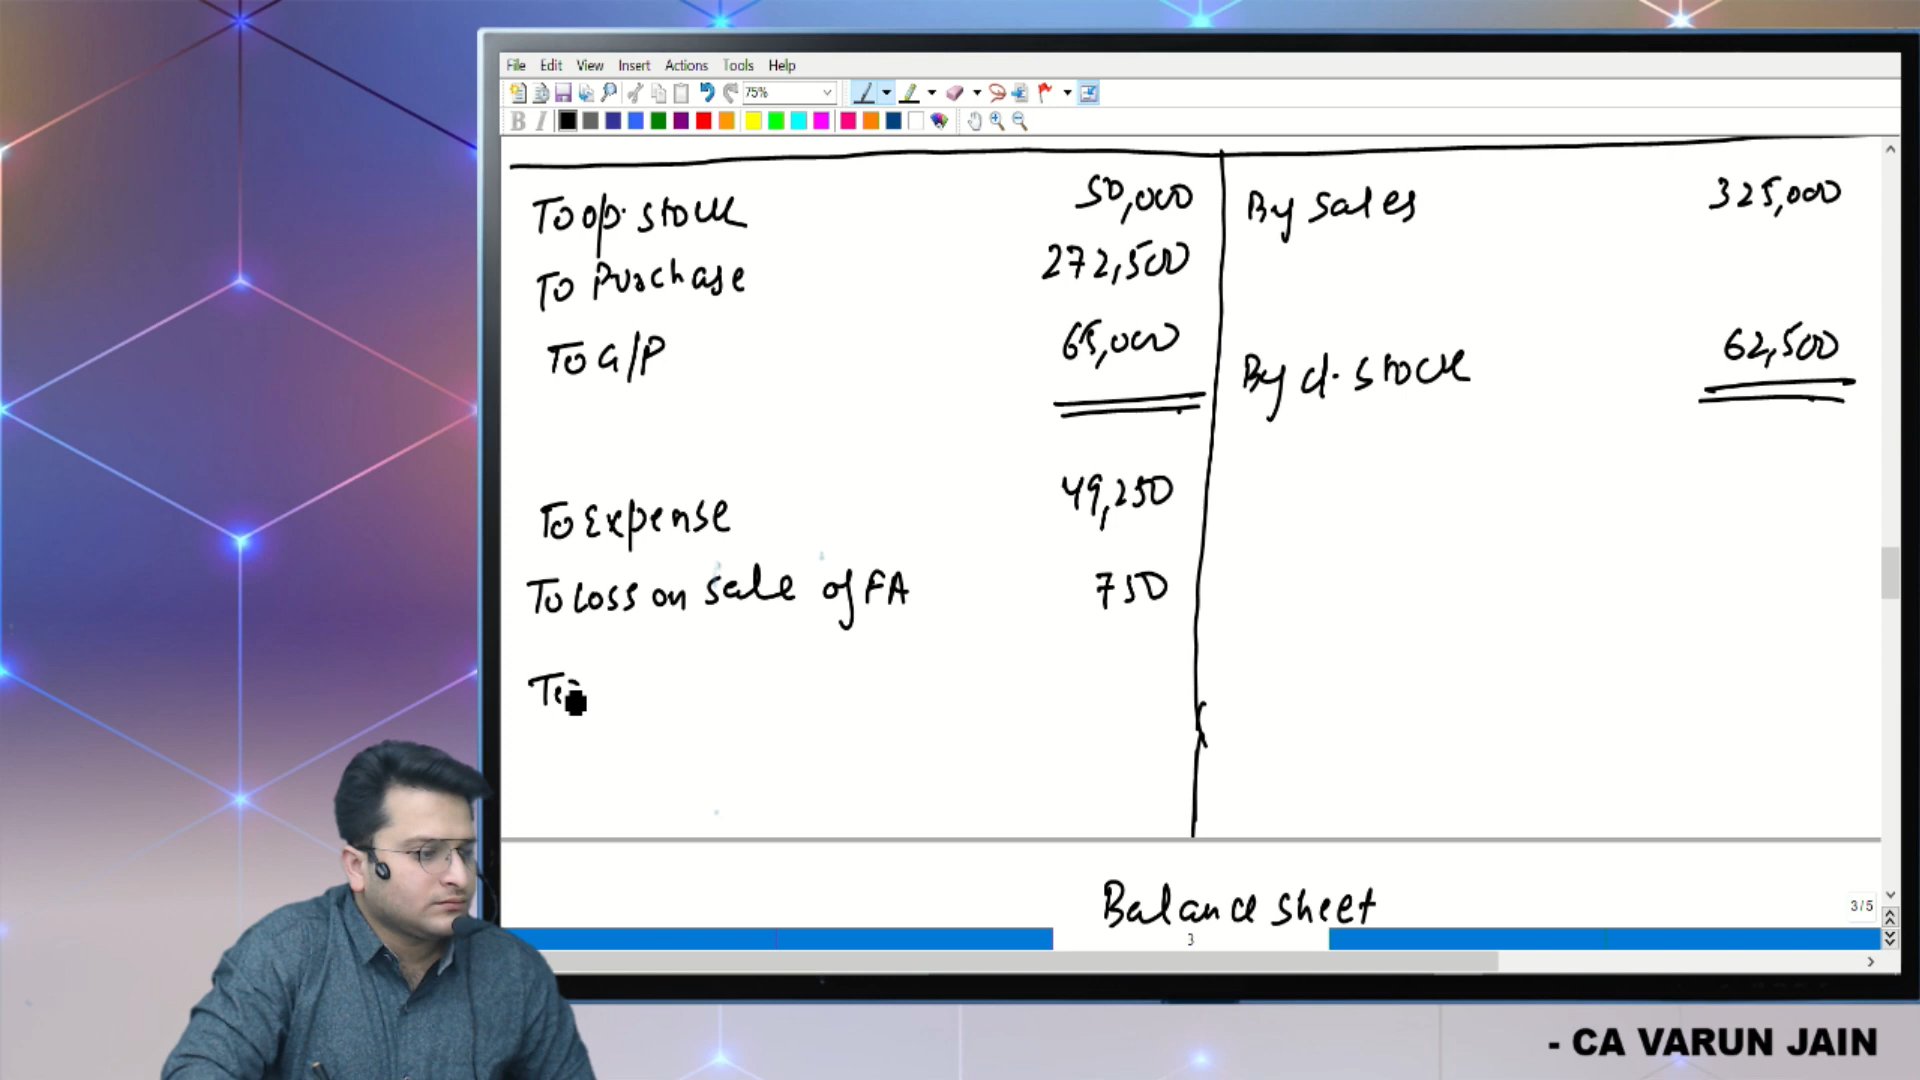 File Edit View Insert Actions Tools Help
75%
B I
To op. stock 50,000 By sales 325,000
To Purchase 272,500
To G/P 65,000 By cl. stock 62,500
To Expense 49,250
To Loss on sale of FA 750
To
Balance sheet
3/5
3
- CA VARUN JAIN